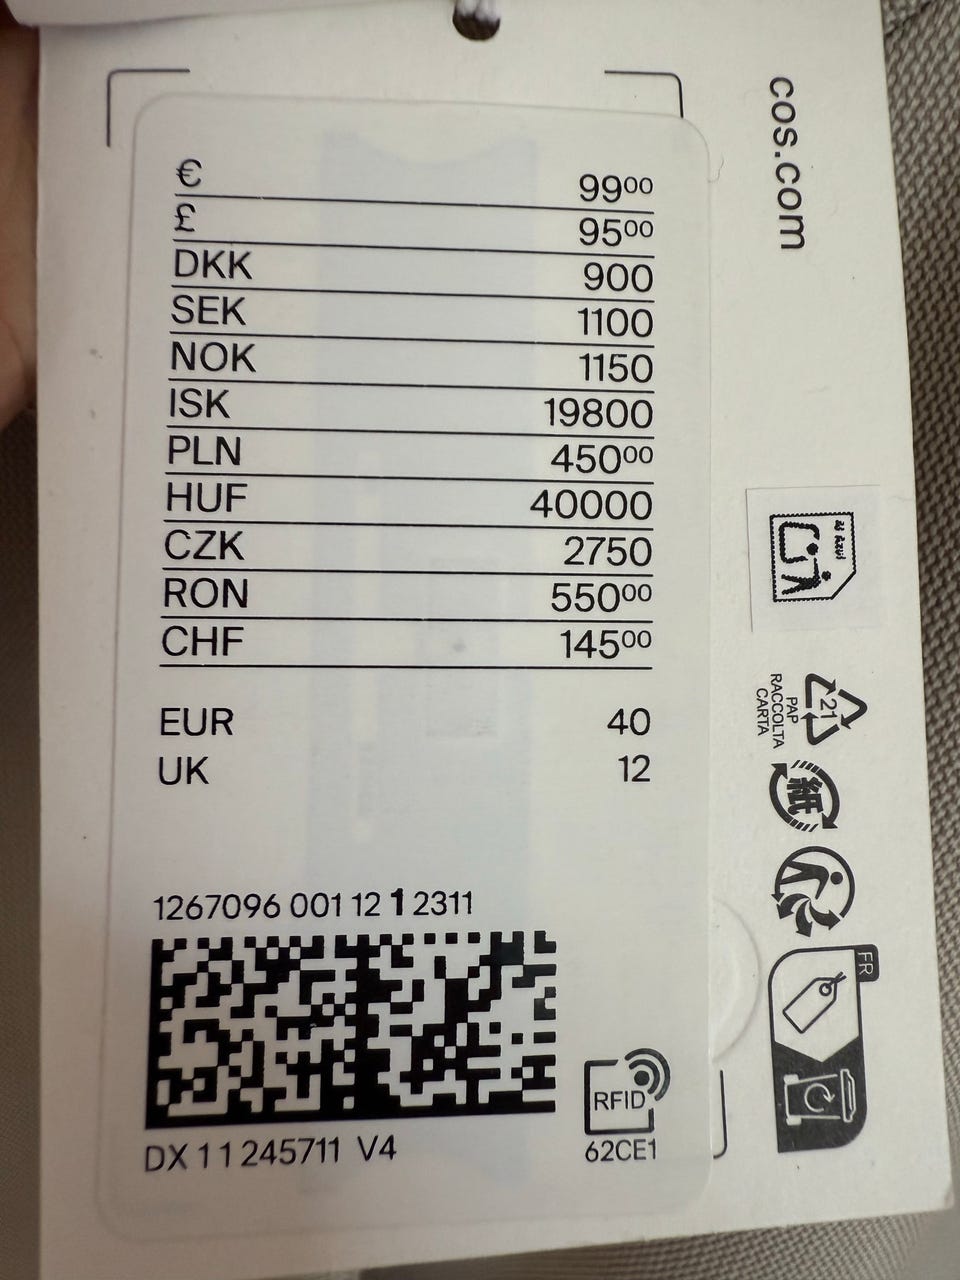 cos.com
€ 99⁰⁰
£ 95⁰⁰
DKK 900
SEK 1100
NOK 1150
ISK 19800
PLN 450⁰⁰
HUF 40000
CZK 2750
RON 550⁰⁰
CHF 145⁰⁰
EUR 40
UK 12
1267096 001 12 1 2311
DX 11245711 V4
RFID
62CE1
21
PAP
RACCOLTA
CARTA
紙
FR